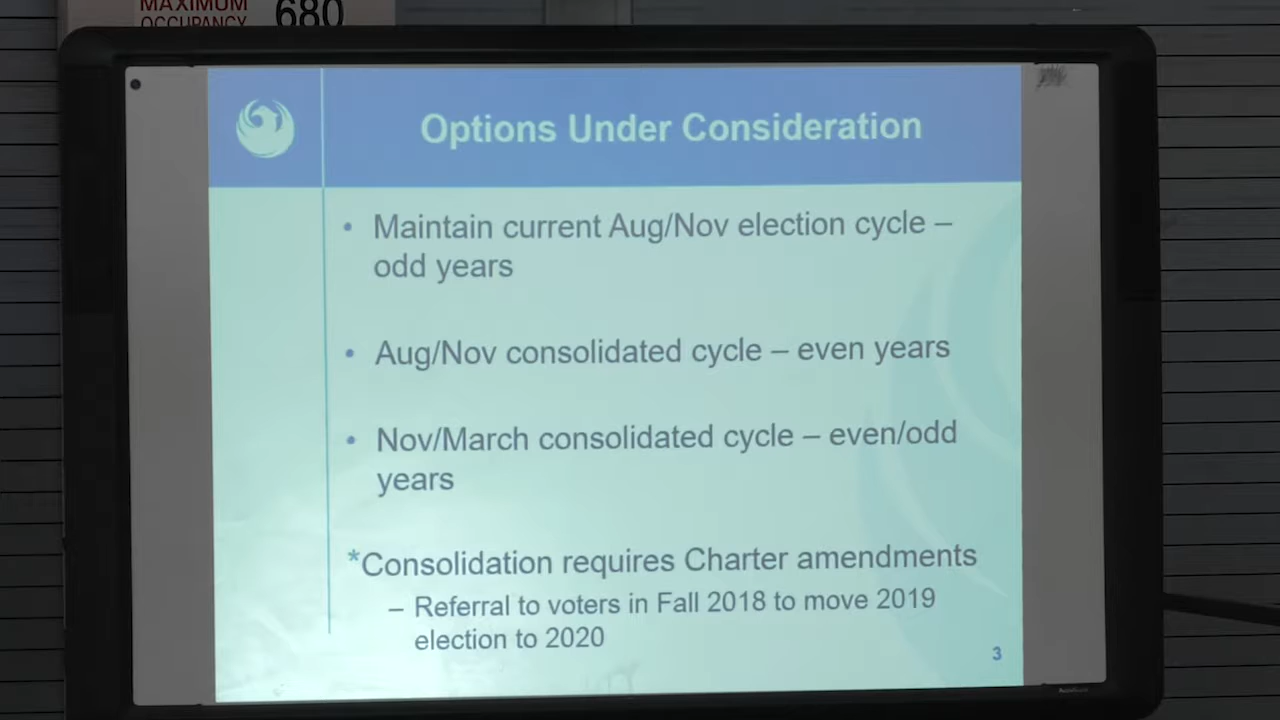 MAXIMUM
OCCUPANCY 680
Options Under Consideration
• Maintain current Aug/Nov election cycle –
odd years
• Aug/Nov consolidated cycle – even years
• Nov/March consolidated cycle – even/odd
years
*Consolidation requires Charter amendments
– Referral to voters in Fall 2018 to move 2019
election to 2020
3